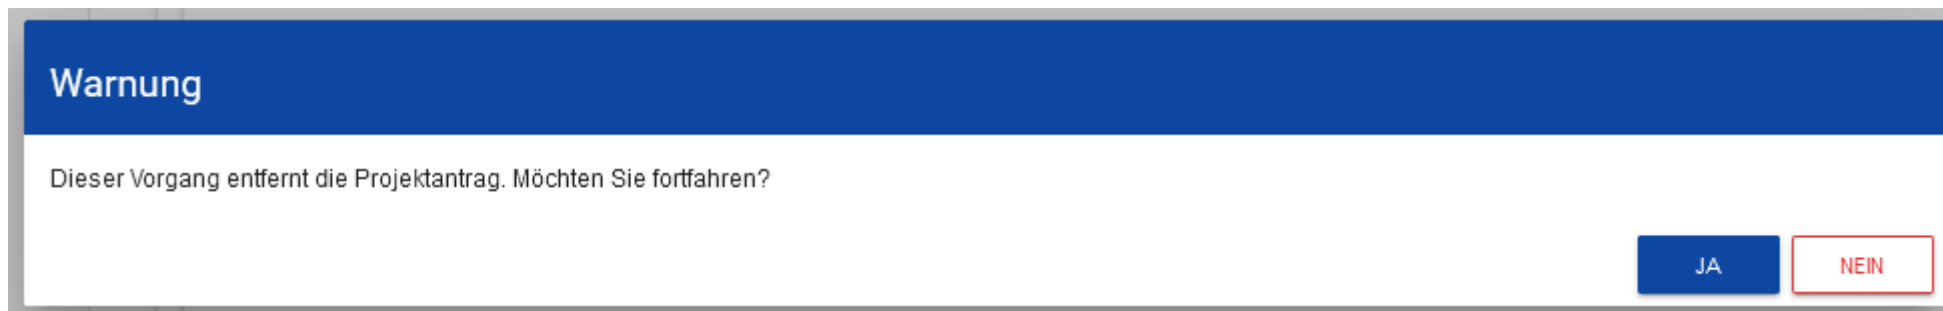 Warnung
Dieser Vorgang entfernt die Projektantrag. Möchten Sie fortfahren?
JA
NEIN